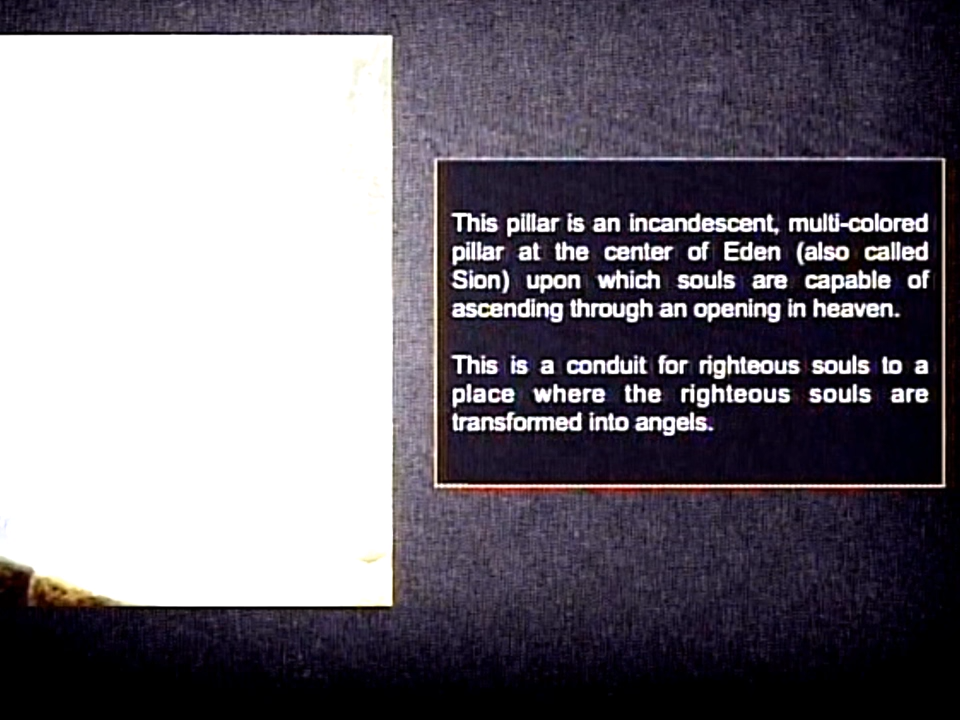 This pillar is an incandescent, multi-colored
pillar at the center of Eden (also called
Sion) upon which souls are capable of
ascending through an opening in heaven.
This is a conduit for righteous souls to a
place where the righteous souls are
transformed into angels.